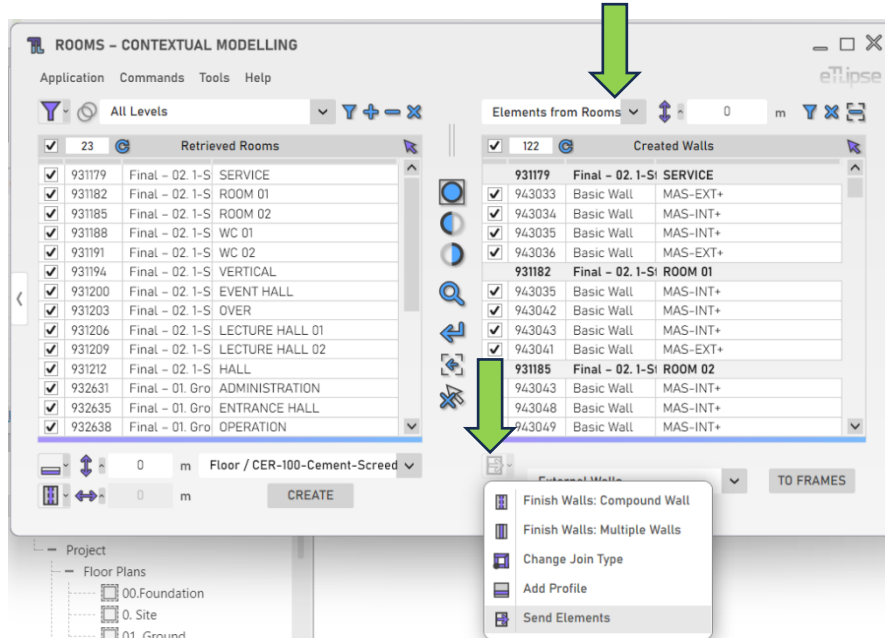 ROOMS – CONTEXTUAL MODELLING
Application Commands Tools Help
eTLipse
All Levels
Elements from Rooms 0 m
23 Retrieved Rooms
931179 Final – 02. 1-S SERVICE
931182 Final – 02. 1-S ROOM 01
931185 Final – 02. 1-S ROOM 02
931188 Final – 02. 1-S WC 01
931191 Final – 02. 1-S WC 02
931194 Final – 02. 1-S VERTICAL
931200 Final – 02. 1-S EVENT HALL
931203 Final – 02. 1-S OVER
931206 Final – 02. 1-S LECTURE HALL 01
931209 Final – 02. 1-S LECTURE HALL 02
931212 Final – 02. 1-S HALL
932631 Final – 01. Gro ADMINISTRATION
932635 Final – 01. Gro ENTRANCE HALL
932638 Final – 01. Gro OPERATION
122 Created Walls
931179 Final – 02. 1-St SERVICE
943033 Basic Wall MAS-EXT+
943034 Basic Wall MAS-INT+
943035 Basic Wall MAS-INT+
943036 Basic Wall MAS-EXT+
931182 Final – 02. 1-St ROOM 01
943035 Basic Wall MAS-INT+
943042 Basic Wall MAS-INT+
943043 Basic Wall MAS-INT+
943041 Basic Wall MAS-EXT+
931185 Final – 02. 1-St ROOM 02
943043 Basic Wall MAS-INT+
943048 Basic Wall MAS-INT+
943049 Basic Wall MAS-INT+
0 m Floor / CER-100-Cement-Screed
0 m CREATE
External Walls TO FRAMES
Finish Walls: Compound Wall
Finish Walls: Multiple Walls
Change Join Type
Add Profile
Send Elements
Project
Floor Plans
00.Foundation
0. Site
01. Ground